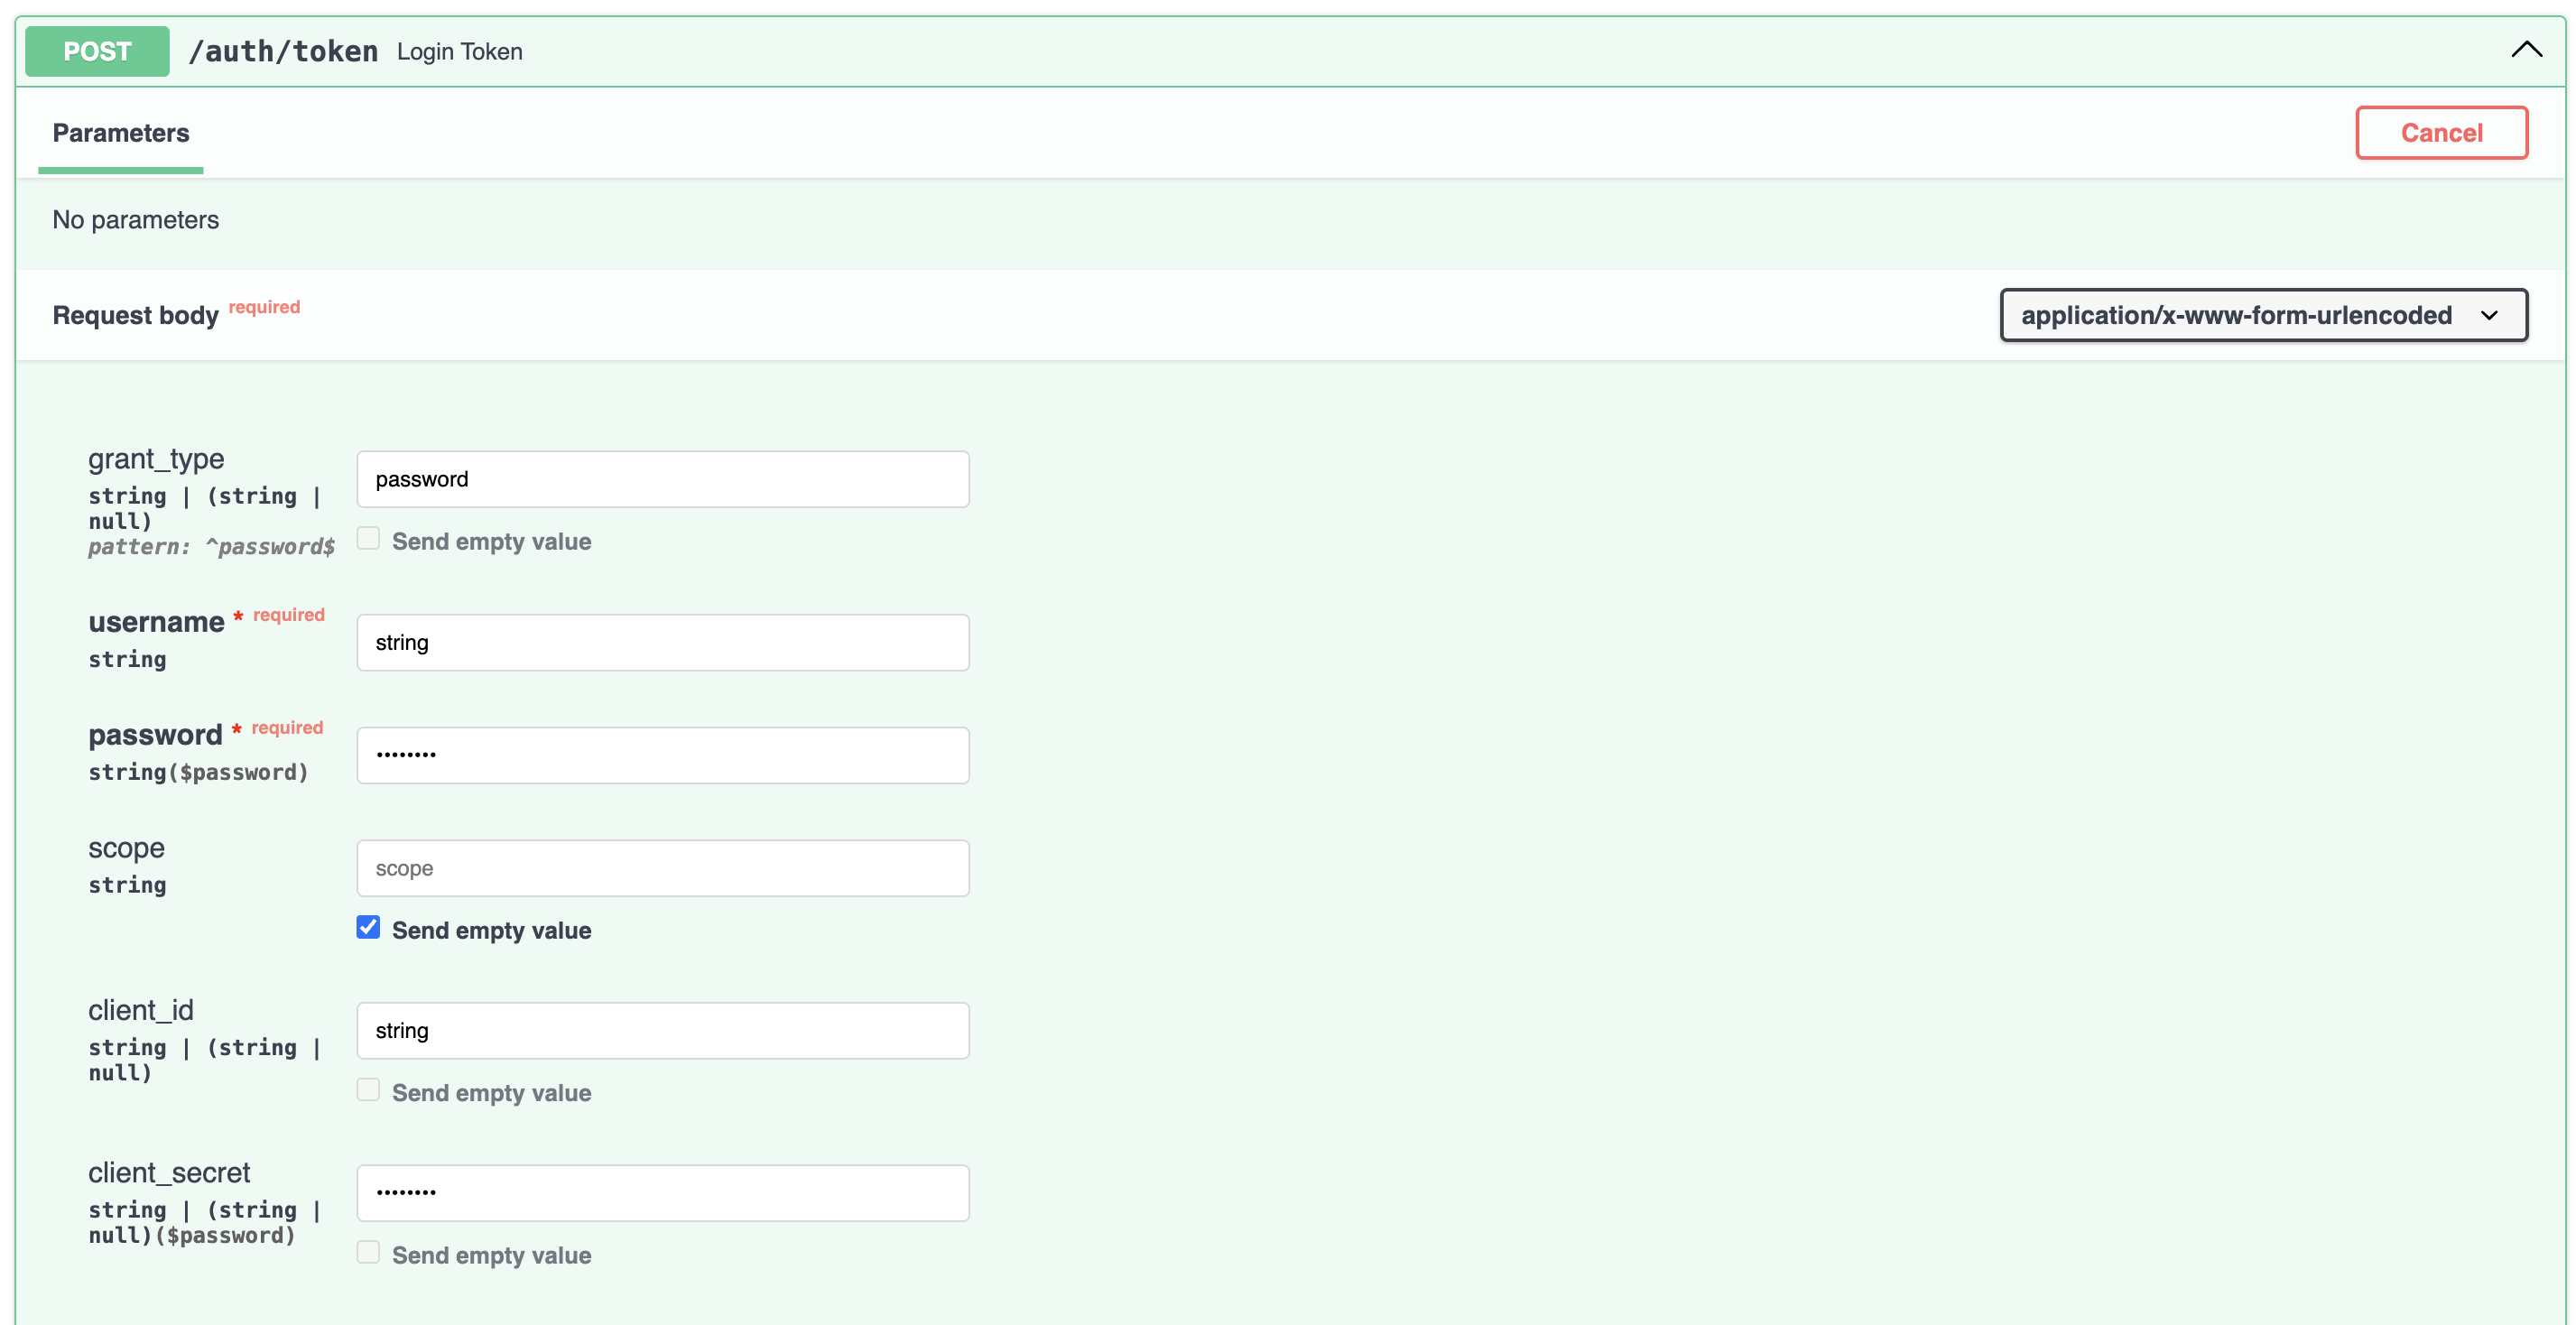 POST /auth/token Login Token
Parameters
Cancel
No parameters
Request body required
application/x-www-form-urlencoded
grant_type
string | (string |
null)
pattern: ^password$
password
Send empty value
username * required
string
string
password * required
string($password)
••••••••
scope
string
scope
Send empty value
client_id
string | (string |
null)
string
Send empty value
client_secret
string | (string |
null)($password)
••••••••
Send empty value